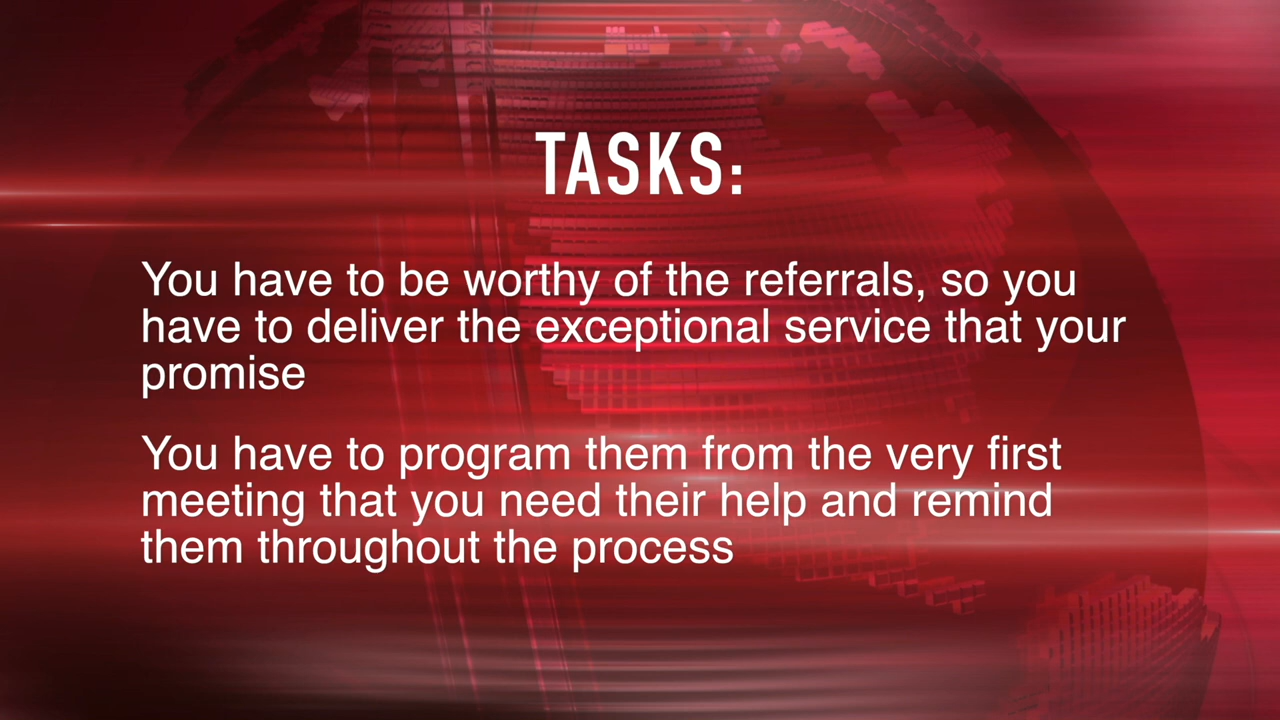 TASKS:
You have to be worthy of the referrals, so you
have to deliver the exceptional service that your
promise
You have to program them from the very first
meeting that you need their help and remind
them throughout the process